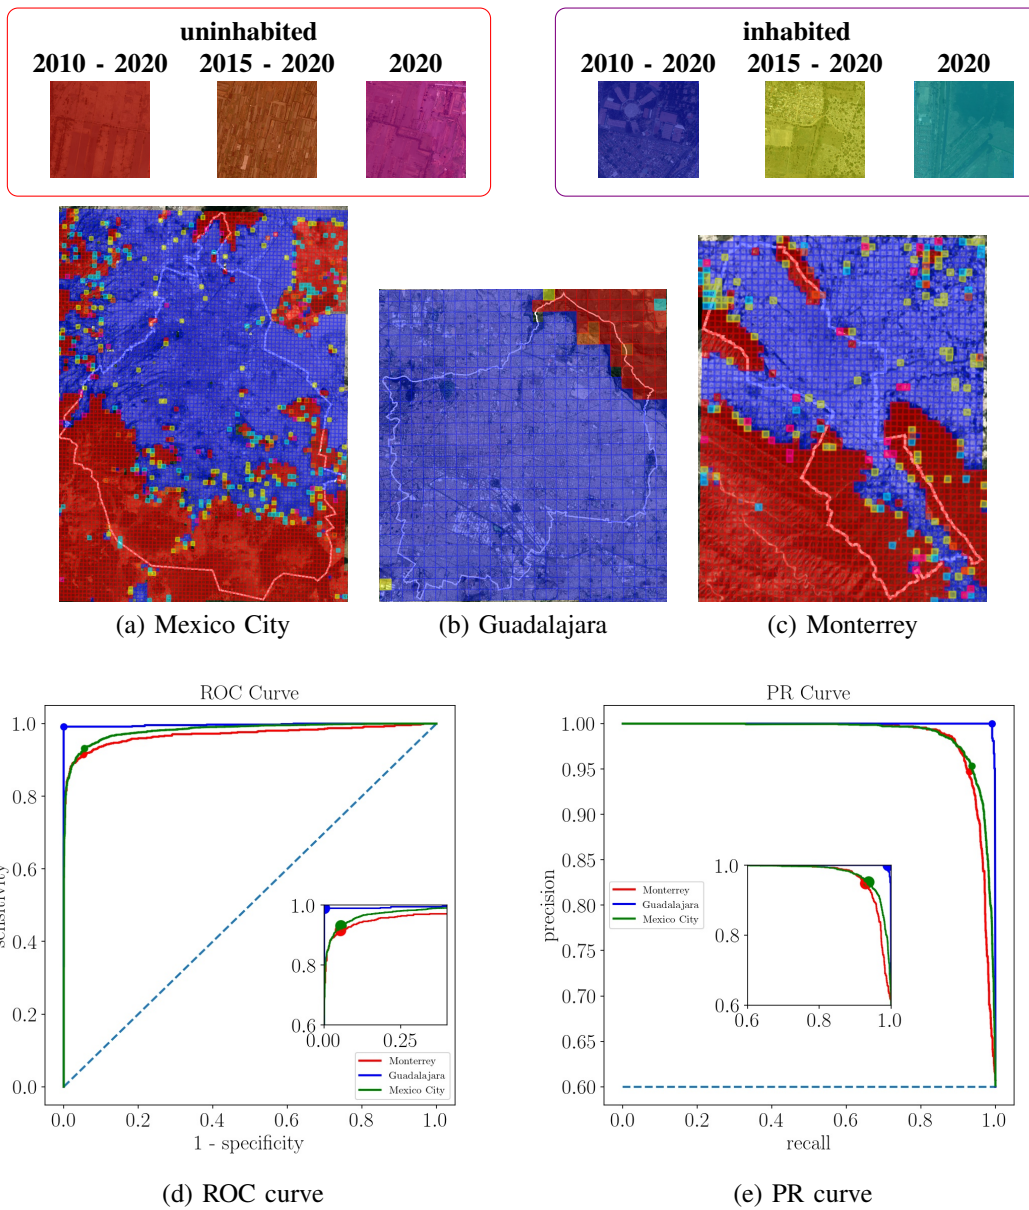 uninhabited
2010 - 2020 2015 - 2020 2020
inhabited
2010 - 2020 2015 - 2020 2020
(a) Mexico City
(b) Guadalajara
(c) Monterrey
ROC Curve
1.0
0.8
0.6
0.4
0.2
0.0
sensitivity
1.0
0.8
0.6
0.00 0.25
Monterrey
Guadalajara
Mexico City
0.0 0.2 0.4 0.6 0.8 1.0
1 - specificity
(d) ROC curve
PR Curve
1.00
0.95
0.90
0.85
0.80
0.75
0.70
0.65
0.60
precision
Monterrey
Guadalajara
Mexico City
1.0
0.8
0.6
0.6 0.8 1.0
0.0 0.2 0.4 0.6 0.8 1.0
recall
(e) PR curve